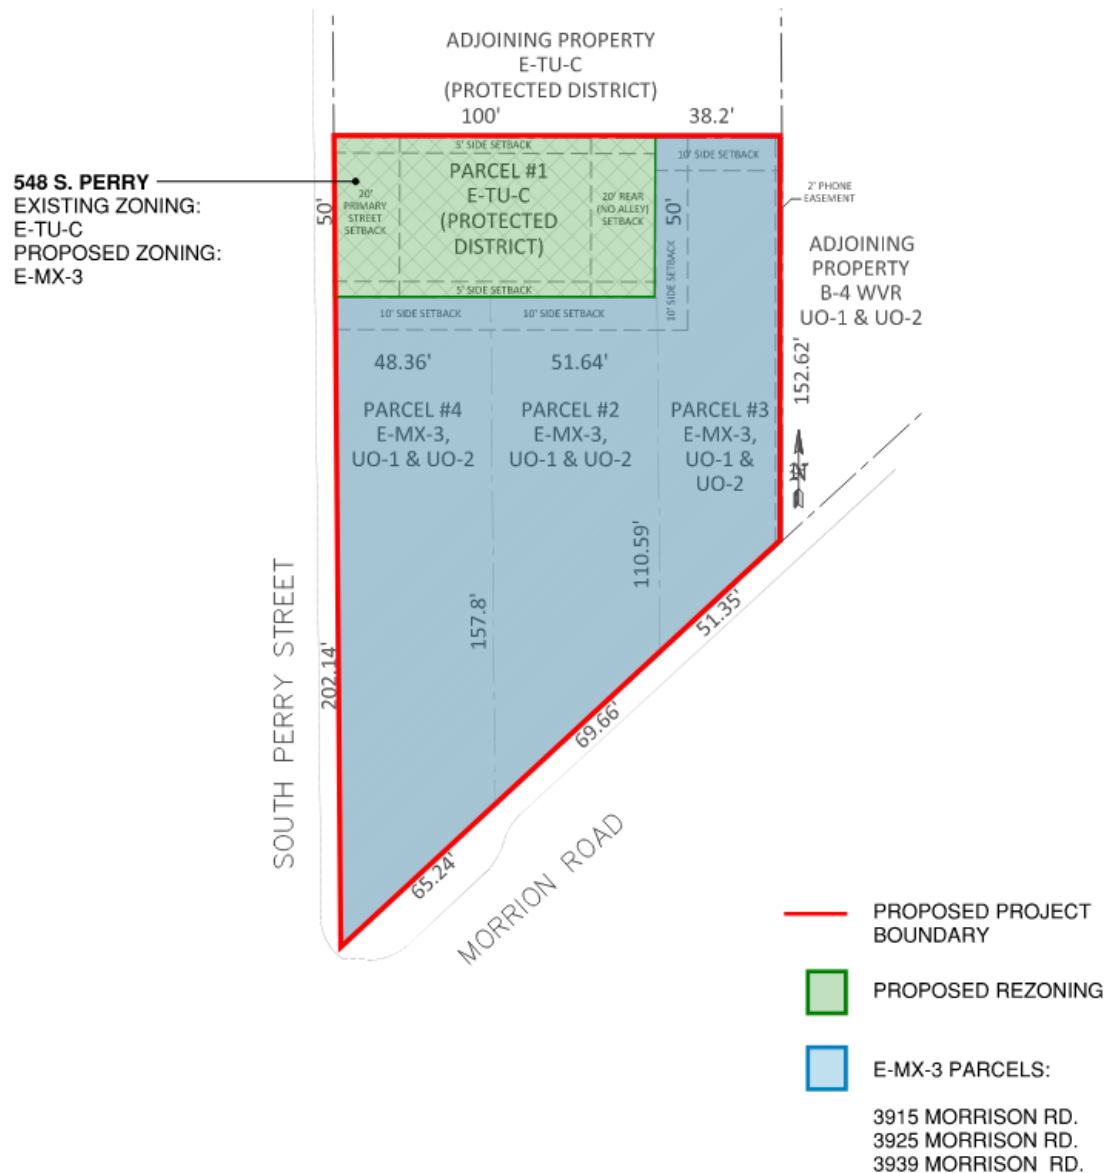 ADJOINING PROPERTY
E-TU-C
(PROTECTED DISTRICT)
100'
38.2'
5' SIDE SETBACK
10' SIDE SETBACK
548 S. PERRY
EXISTING ZONING:
E-TU-C
PROPOSED ZONING:
E-MX-3
50'
20'
PRIMARY
STREET
SETBACK
PARCEL #1
E-TU-C
(PROTECTED
DISTRICT)
20' REAR
(NO ALLEY)
SETBACK
50'
2' PHONE
EASEMENT
ADJOINING
PROPERTY
B-4 WVR
UO-1 & UO-2
5' SIDE SETBACK
10' SIDE SETBACK
10' SIDE SETBACK
10' SIDE SETBACK
48.36'
51.64'
152.62'
PARCEL #4
E-MX-3,
UO-1 & UO-2
PARCEL #2
E-MX-3,
UO-1 & UO-2
PARCEL #3
E-MX-3,
UO-1 &
UO-2
N
110.59'
157.8'
51.35'
SOUTH PERRY STREET
202.14'
69.66'
65.24'
MORRION ROAD
PROPOSED PROJECT
BOUNDARY
PROPOSED REZONING
E-MX-3 PARCELS:
3915 MORRISON RD.
3925 MORRISON RD.
3939 MORRISON RD.